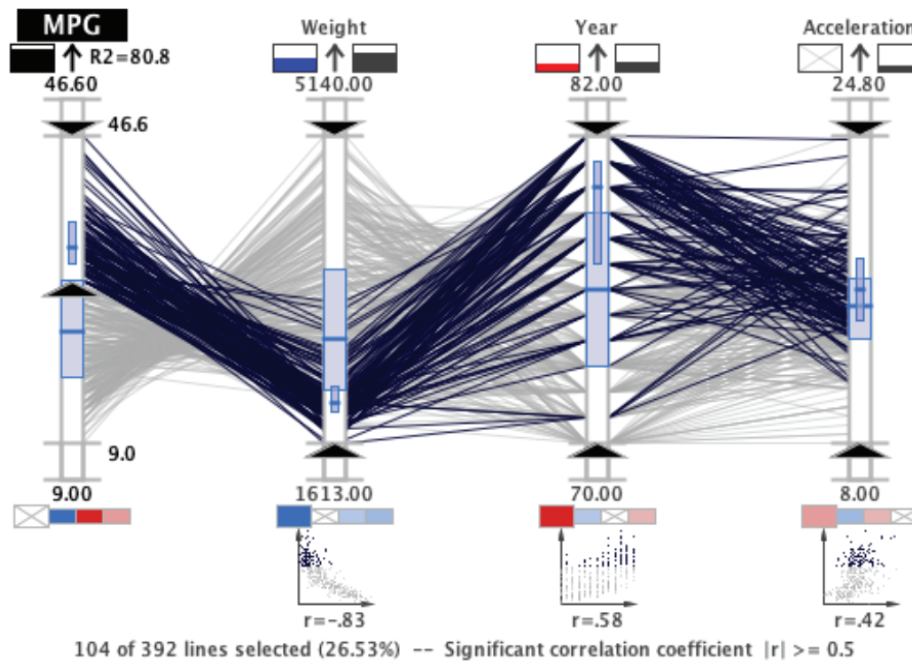 MPG
Weight
Year
Acceleration
R2=80.8
46.60
5140.00
82.00
24.80
46.6
9.0
9.00
1613.00
70.00
8.00
r=-.83
r=.58
r=.42
104 of 392 lines selected (26.53%) -- Significant correlation coefficient |r| >= 0.5